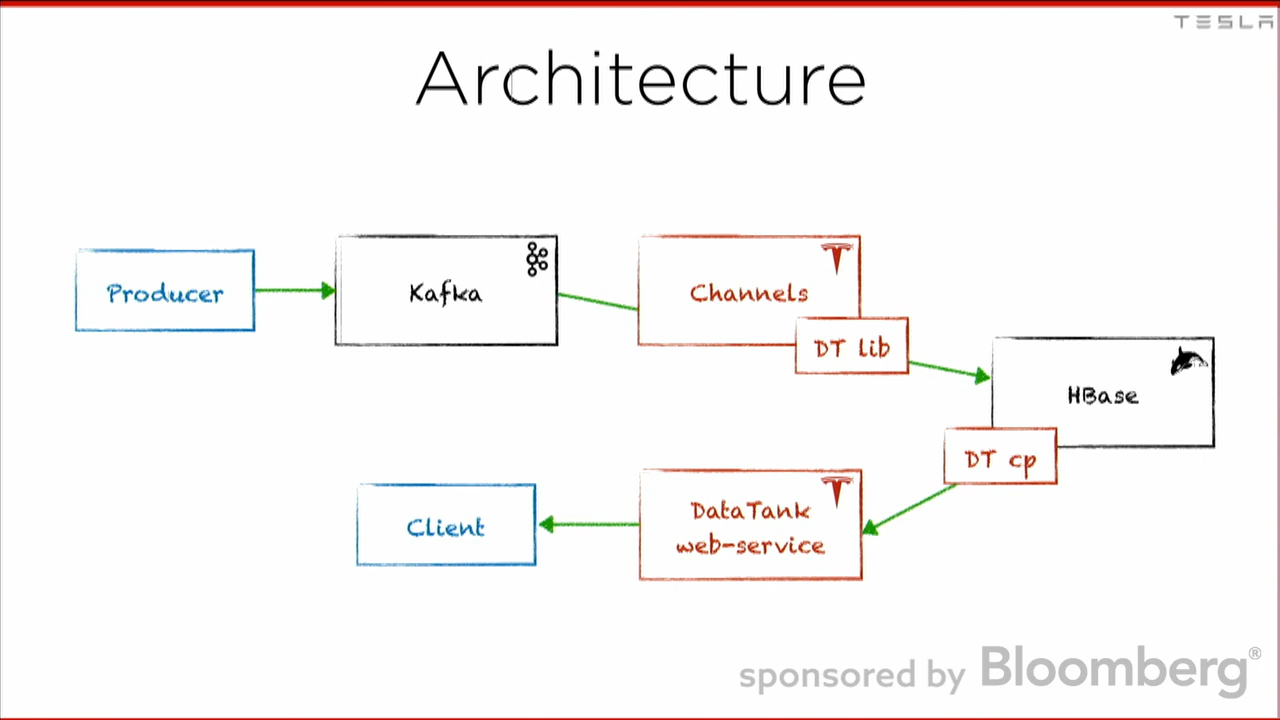 TESLA
Architecture
Producer
Kafka
Channels
DT lib
HBase
DT cp
DataTank
web-service
Client
sponsored by Bloomberg®